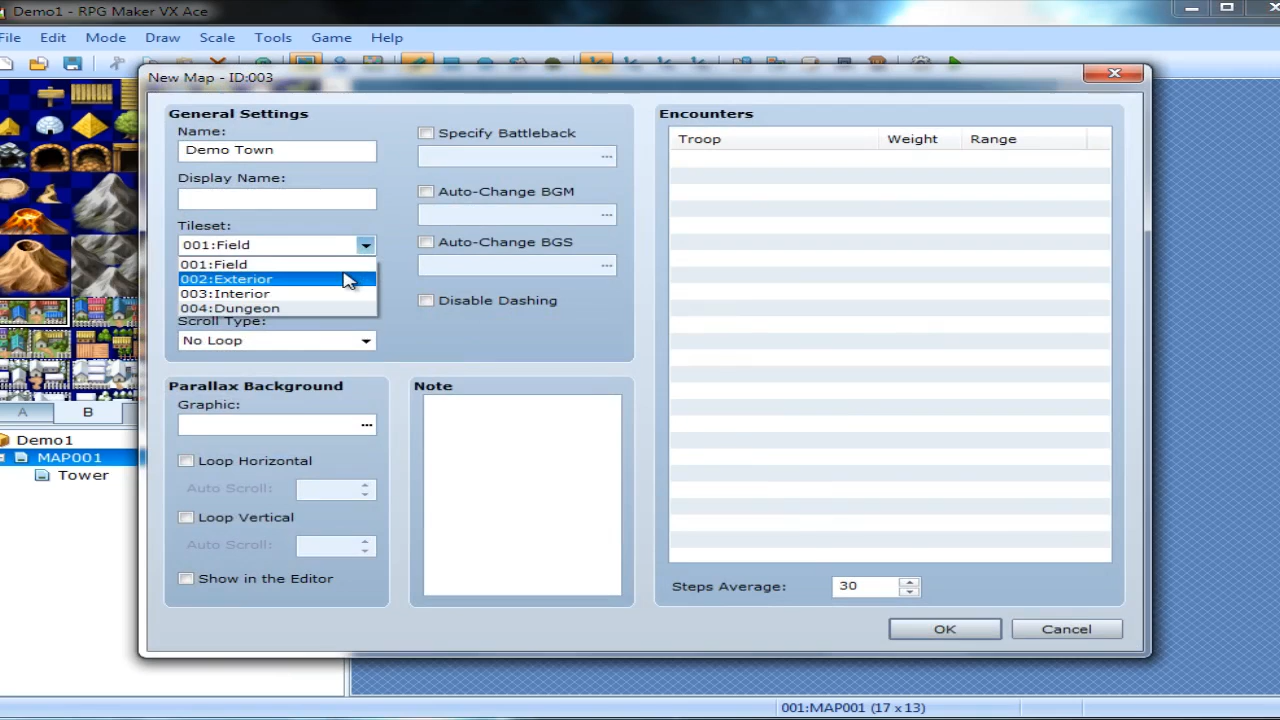 Demo1 - RPG Maker VX Ace
File Edit Mode Draw Scale Tools Game Help
New Map - ID:003
General Settings
Name:
Demo Town
Display Name:
Tileset:
001:Field
001:Field
002:Exterior
003:Interior
004:Dungeon
Scroll Type:
No Loop
Specify Battleback
...
Auto-Change BGM
...
Auto-Change BGS
...
Disable Dashing
Parallax Background
Graphic:
...
Loop Horizontal
Auto Scroll:
Loop Vertical
Auto Scroll:
Show in the Editor
Note
Encounters
Troop Weight Range
Steps Average: 30
OK Cancel
A B
Demo1
MAP001
Tower
001:MAP001 (17 x 13)